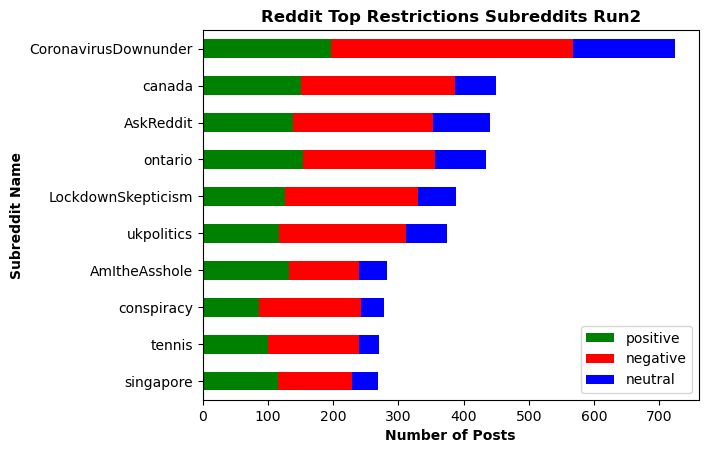 Reddit Top Restrictions Subreddits Run2
Subreddit Name
CoronavirusDownunder
canada
AskReddit
ontario
LockdownSkepticism
ukpolitics
AmItheAsshole
conspiracy
tennis
singapore
positive
negative
neutral
0 100 200 300 400 500 600 700
Number of Posts